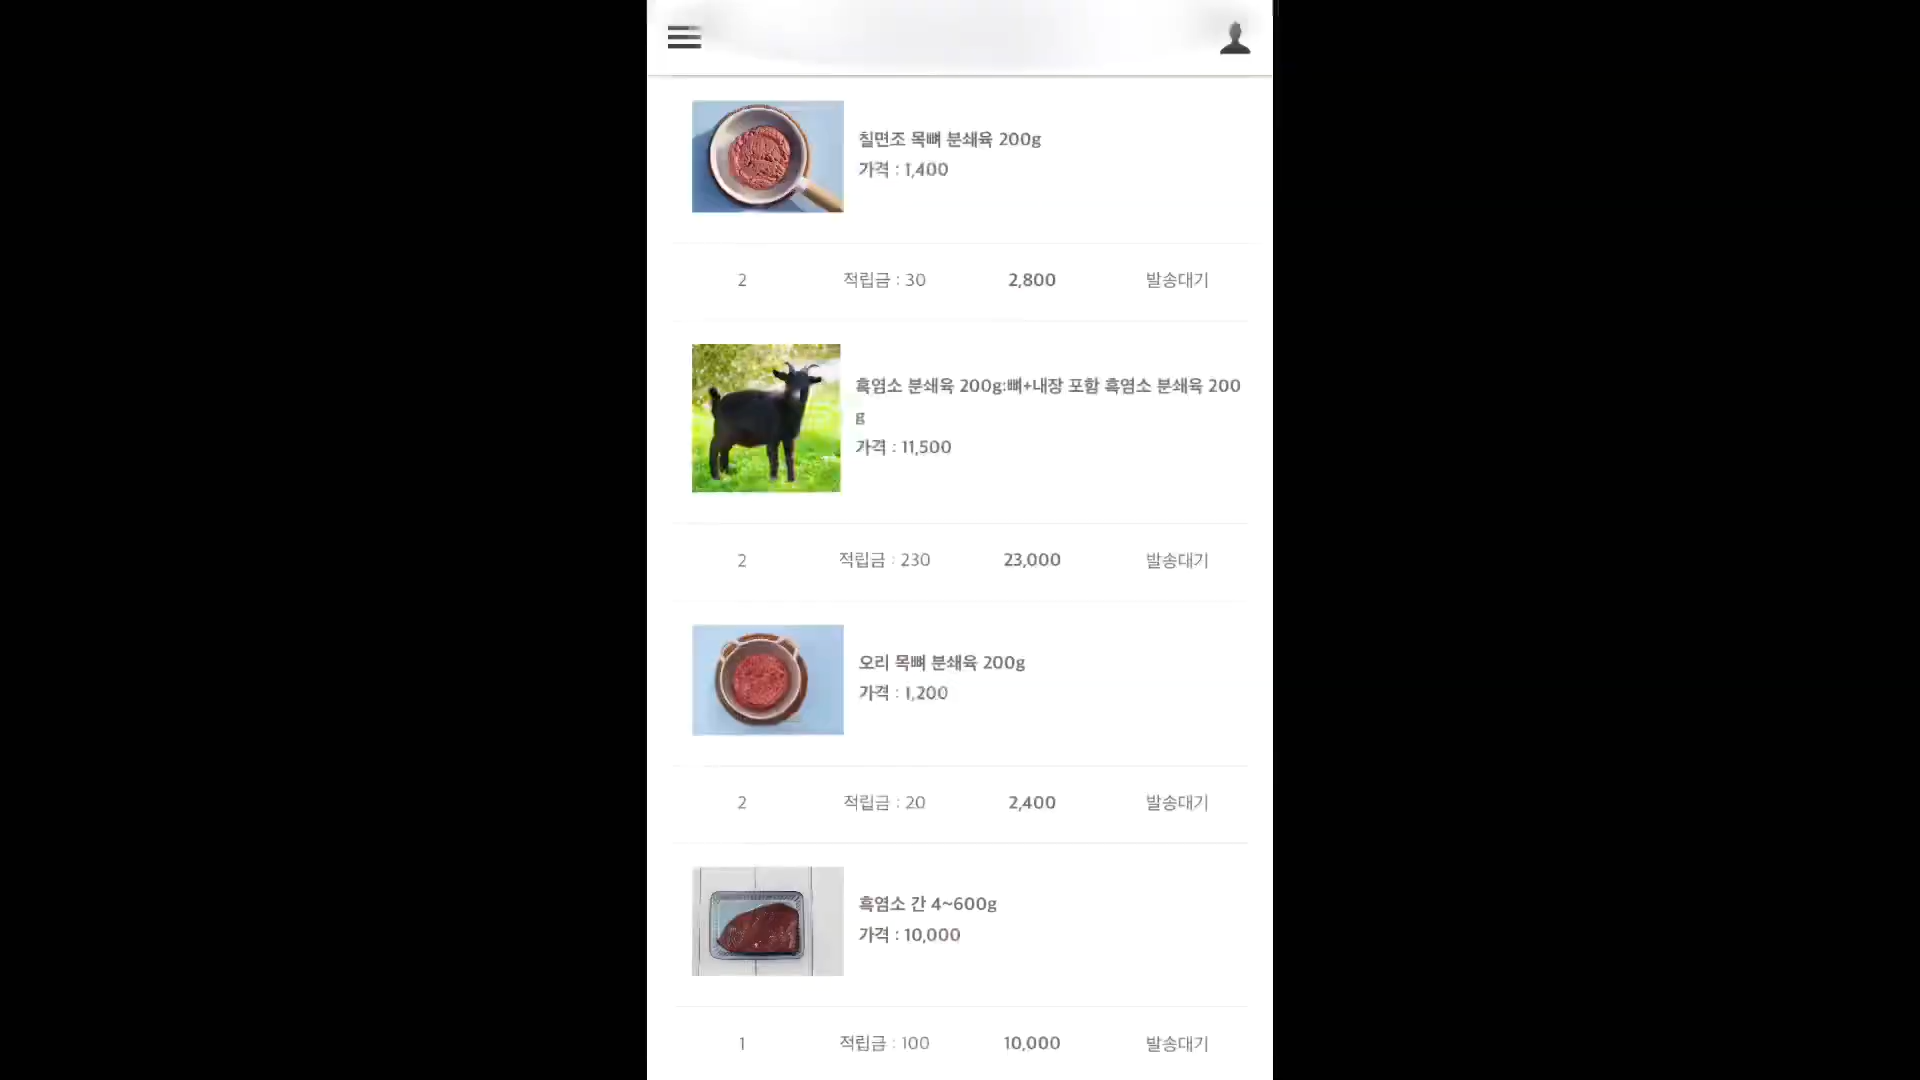 칠면조 목뼈 분쇄육 200g
가격 : 1,400
2 적립금 : 30 2,800 발송대기
흑염소 분쇄육 200g:뼈+내장 포함 흑염소 분쇄육 200
g
가격 : 11,500
2 적립금 : 230 23,000 발송대기
오리 목뼈 분쇄육 200g
가격 : 1,200
2 적립금 : 20 2,400 발송대기
흑염소 간 4~600g
가격 : 10,000
1 적립금 : 100 10,000 발송대기